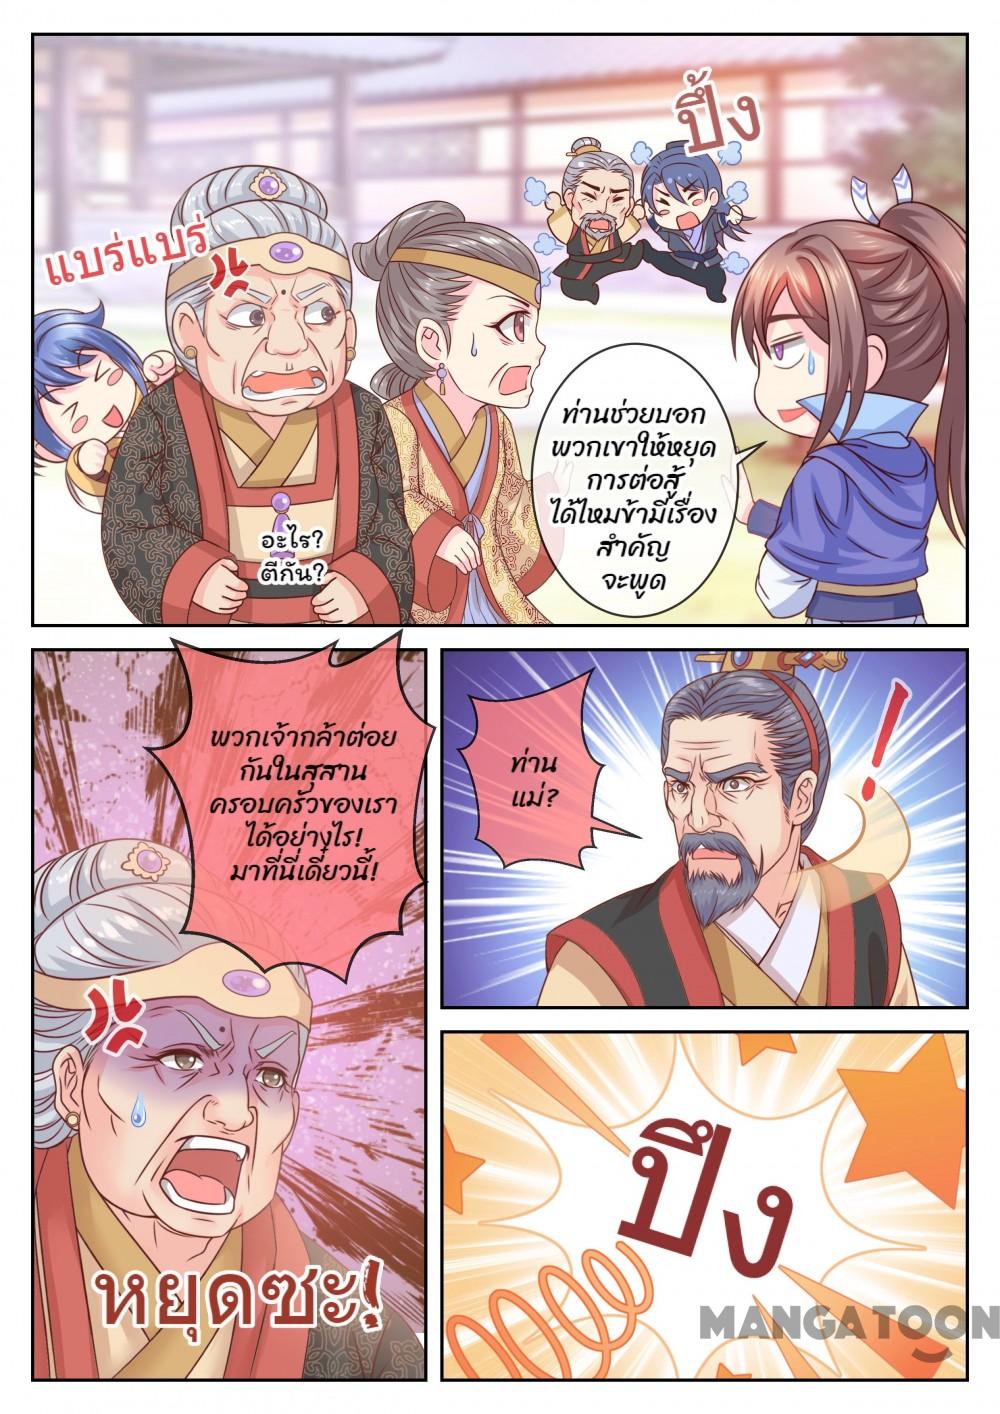 ปึ้ง
แบร่แบร่
ท่านช่วยบอก
พวกเขาให้หยุด
การต่อสู้
ได้ไหมข้ามีเรื่อง
สำคัญ
จะพูด
อะไร?
ตีกัน?
พวกเจ้ากล้าต่อย
กันในสุสาน
ครอบครัวของเรา
ได้อย่างไร!
มาที่นี่เดี๋ยวนี้!
หยุดซะ!
ท่าน
แม่?
!
ปึง
MANGATOON